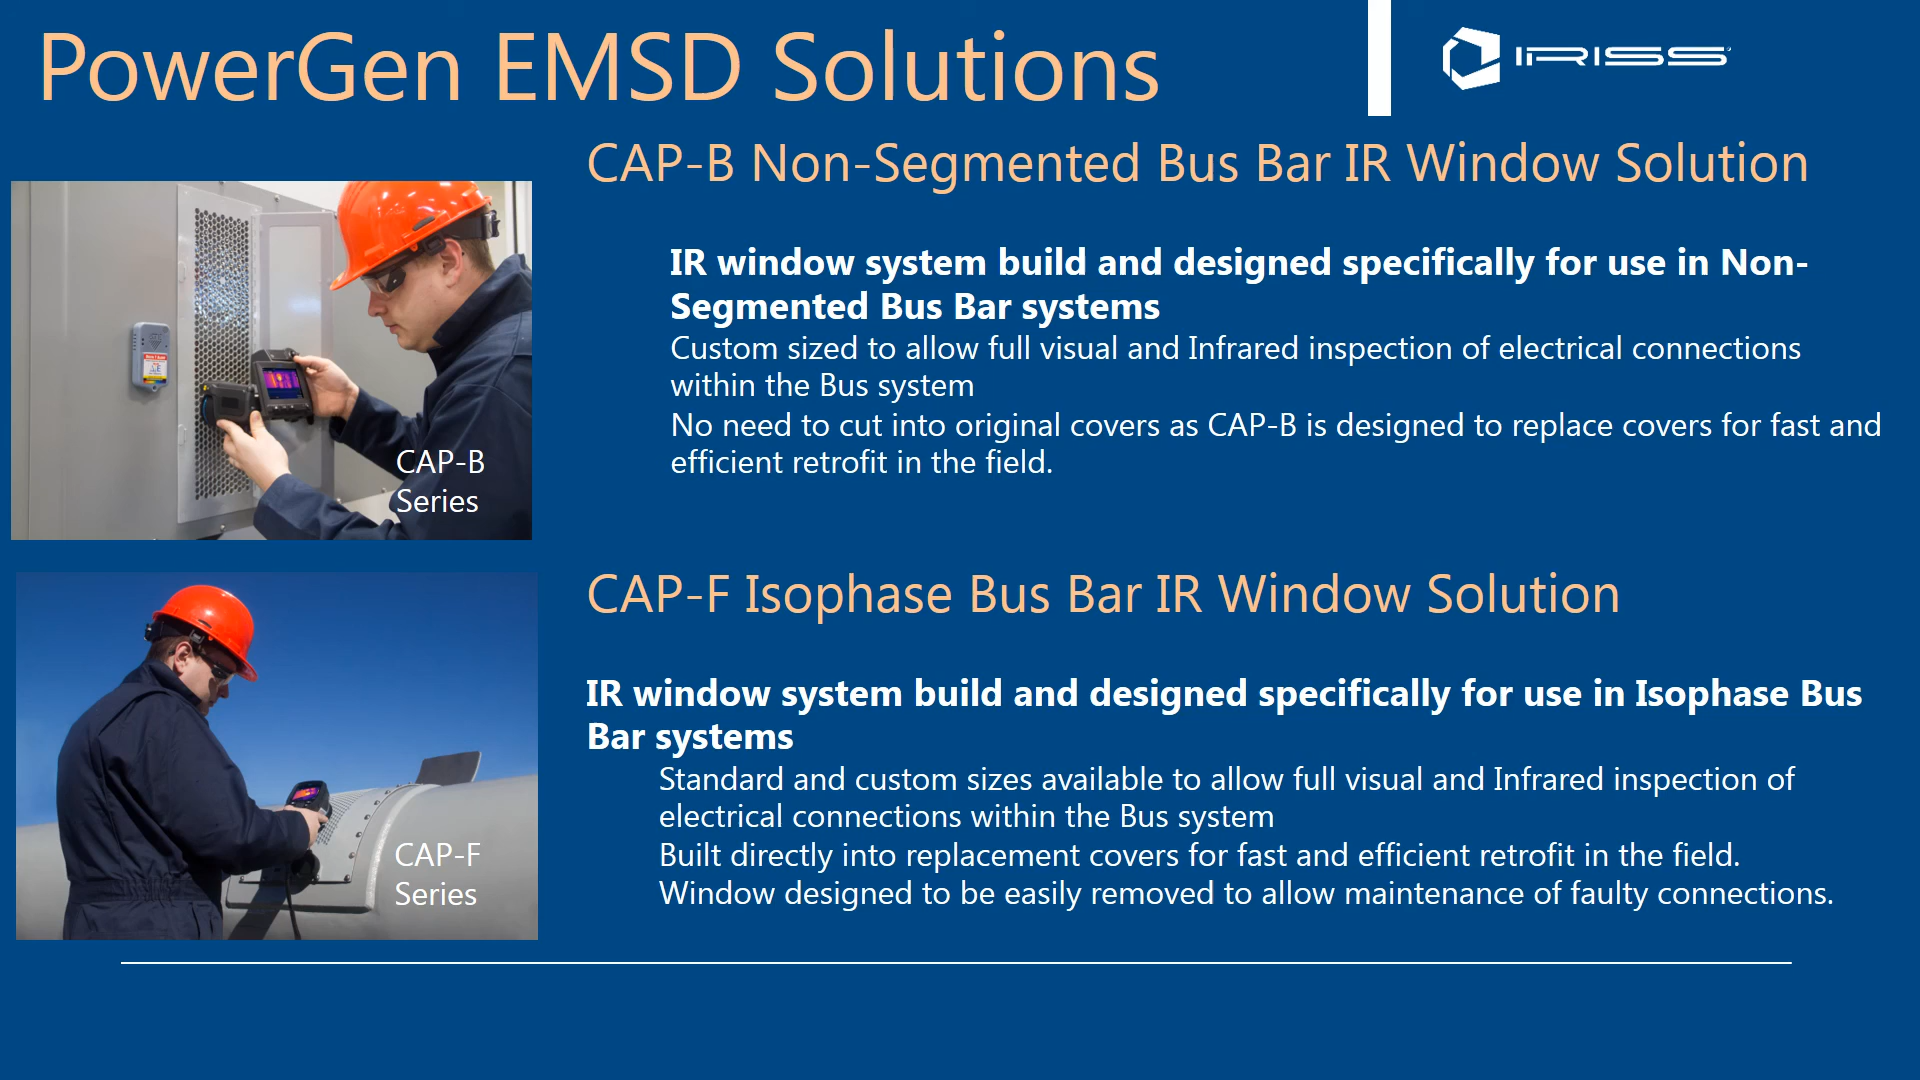 PowerGen EMSD Solutions
IRISS
CAP-B Non-Segmented Bus Bar IR Window Solution
IR window system build and designed specifically for use in Non-
Segmented Bus Bar systems
Custom sized to allow full visual and Infrared inspection of electrical connections
within the Bus system
No need to cut into original covers as CAP-B is designed to replace covers for fast and
efficient retrofit in the field.
CAP-B
Series
CAP-F Isophase Bus Bar IR Window Solution
IR window system build and designed specifically for use in Isophase Bus
Bar systems
Standard and custom sizes available to allow full visual and Infrared inspection of
electrical connections within the Bus system
Built directly into replacement covers for fast and efficient retrofit in the field.
Window designed to be easily removed to allow maintenance of faulty connections.
CAP-F
Series